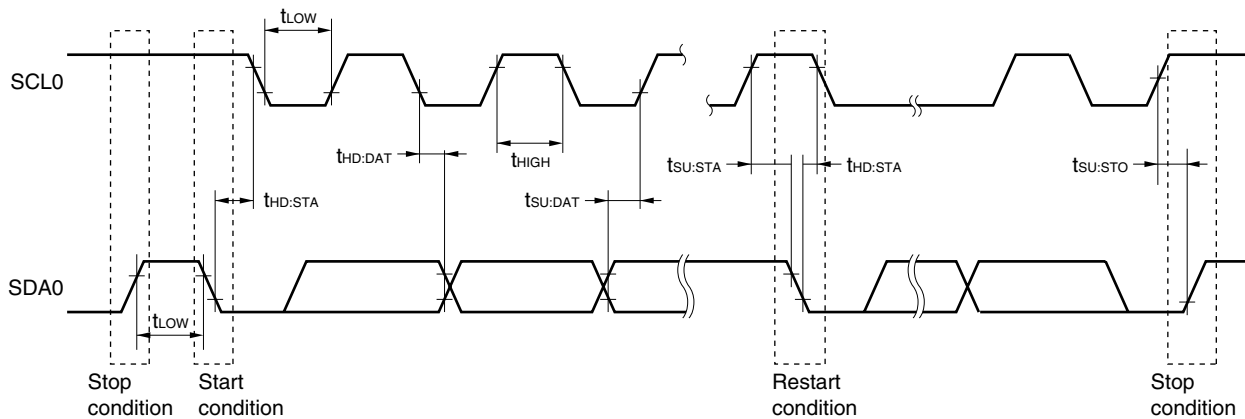 tLOW
SCL0
tHD:DAT
tHIGH
tSU:STA
tHD:STA
tSU:STO
tHD:STA
tSU:DAT
SDA0
tLOW
Stop
condition
Start
condition
Restart
condition
Stop
condition